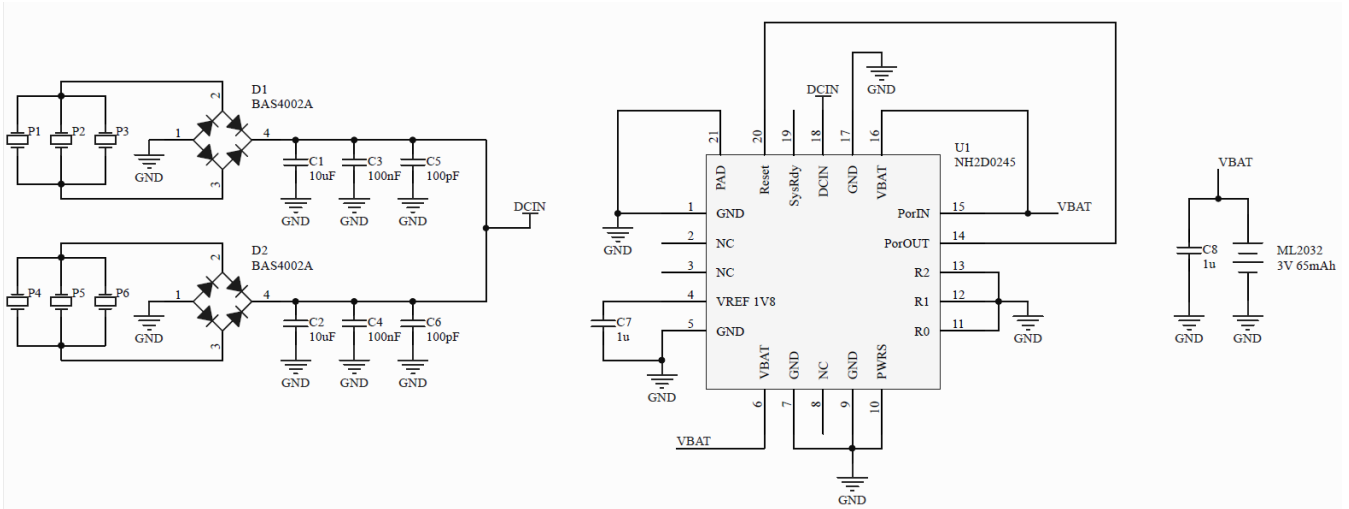 D1
BAS4002A
P1
P2
P3
2
1
4
3
GND
C1
10uF
C3
100nF
C5
100pF
GND
GND
GND
DCIN
D2
BAS4002A
P4
P5
P6
2
1
4
3
GND
C2
10uF
C4
100nF
C6
100pF
GND
GND
GND
GND
DCIN
21
20
19
18
17
16
U1
NH2D0245
PAD
Reset
SysRdy
DCIN
GND
VBAT
1
GND
PorIN
15
VBAT
GND
2
NC
PorOUT
14
3
NC
R2
13
4
VREF 1V8
R1
12
5
GND
R0
11
GND
C7
1u
GND
VBAT
GND
NC
GND
PWRS
6
7
8
9
10
VBAT
GND
VBAT
C8
1u
ML2032
3V 65mAh
GND
GND